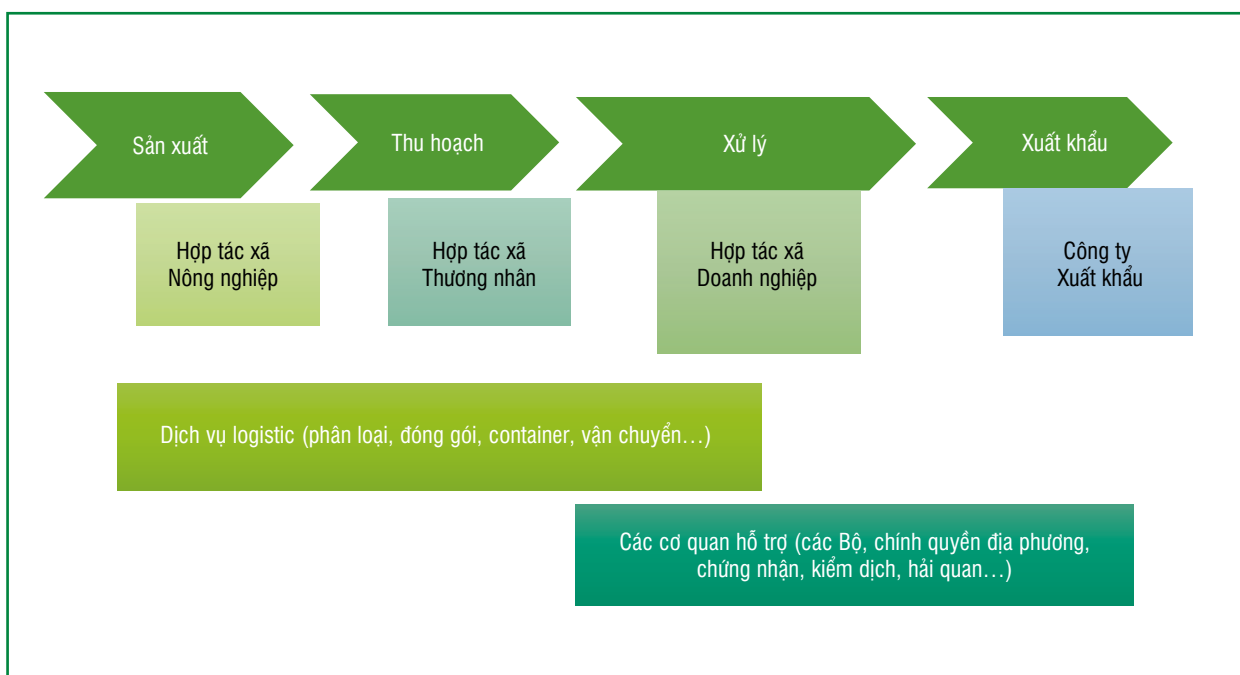 Sản xuất
Thu hoạch
Xử lý
Xuất khẩu
Hợp tác xã
Nông nghiệp
Hợp tác xã
Thương nhân
Hợp tác xã
Doanh nghiệp
Công ty
Xuất khẩu
Dịch vụ logistic (phân loại, đóng gói, container, vận chuyển…)
Các cơ quan hỗ trợ (các Bộ, chính quyền địa phương,
chứng nhận, kiểm dịch, hải quan…)